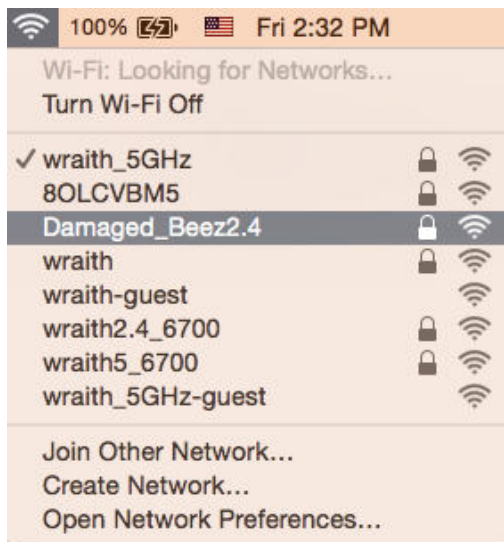 100% Fri 2:32 PM
Wi-Fi: Looking for Networks...
Turn Wi-Fi Off
wraith_5GHz
8OLCVBM5
Damaged_Beez2.4
wraith
wraith-guest
wraith2.4_6700
wraith5_6700
wraith_5GHz-guest
Join Other Network...
Create Network...
Open Network Preferences...